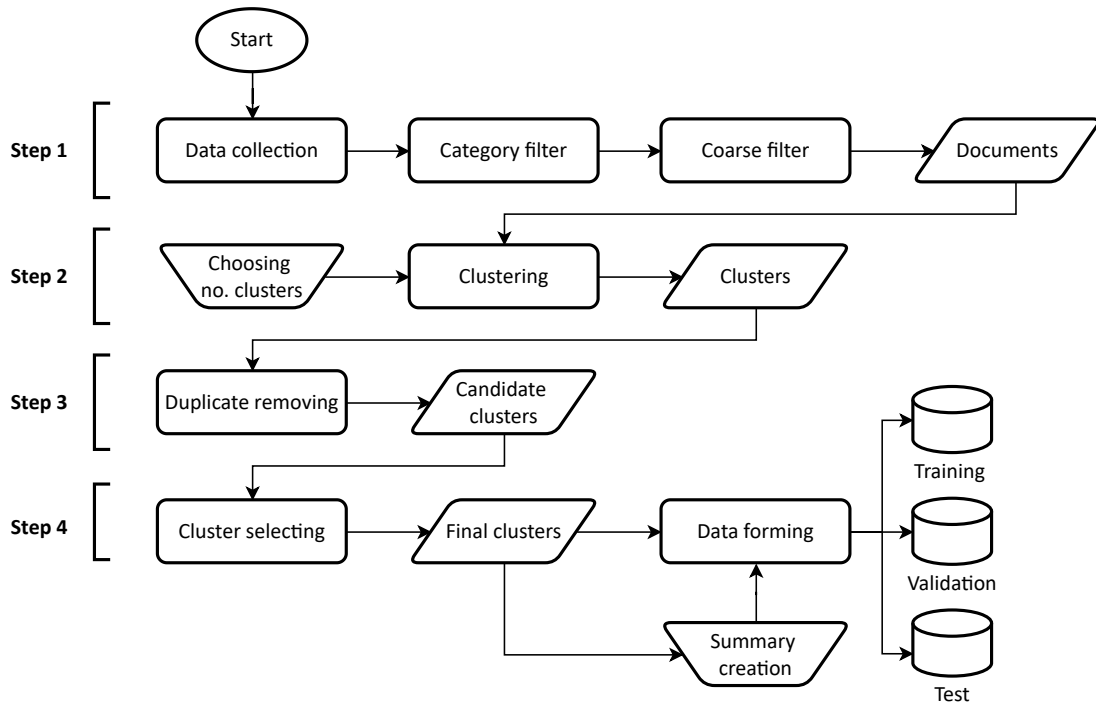 Start
Step 1
Data collection
Category filter
Coarse filter
Documents
Step 2
Choosing
no. clusters
Clustering
Clusters
Step 3
Duplicate removing
Candidate
clusters
Training
Step 4
Cluster selecting
Final clusters
Data forming
Validation
Summary
creation
Test